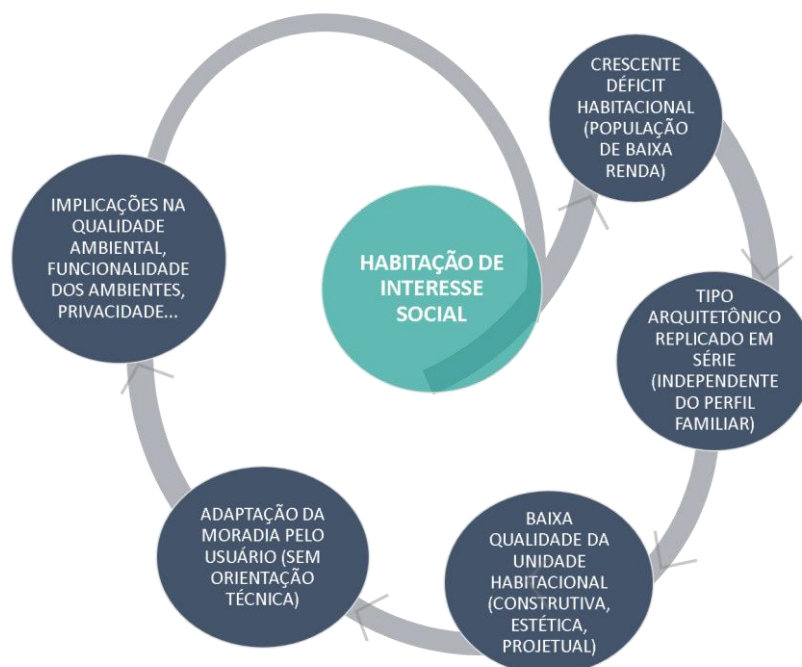 HABITAÇÃO DE
INTERESSE
SOCIAL
CRESCENTE
DÉFICIT
HABITACIONAL
(POPULAÇÃO
DE BAIXA
RENDA)
TIPO
ARQUITETÔNICO
REPLICADO EM
SÉRIE
(INDEPENDENTE
DO PERFIL
FAMILIAR)
BAIXA
QUALIDADE DA
UNIDADE
HABITACIONAL
(CONSTRUTIVA,
ESTÉTICA,
PROJETUAL)
ADAPTAÇÃO DA
MORADIA PELO
USUÁRIO (SEM
ORIENTAÇÃO
TÉCNICA)
IMPLICAÇÕES NA
QUALIDADE
AMBIENTAL,
FUNCIONALIDADE
DOS AMBIENTES,
PRIVACIDADE...